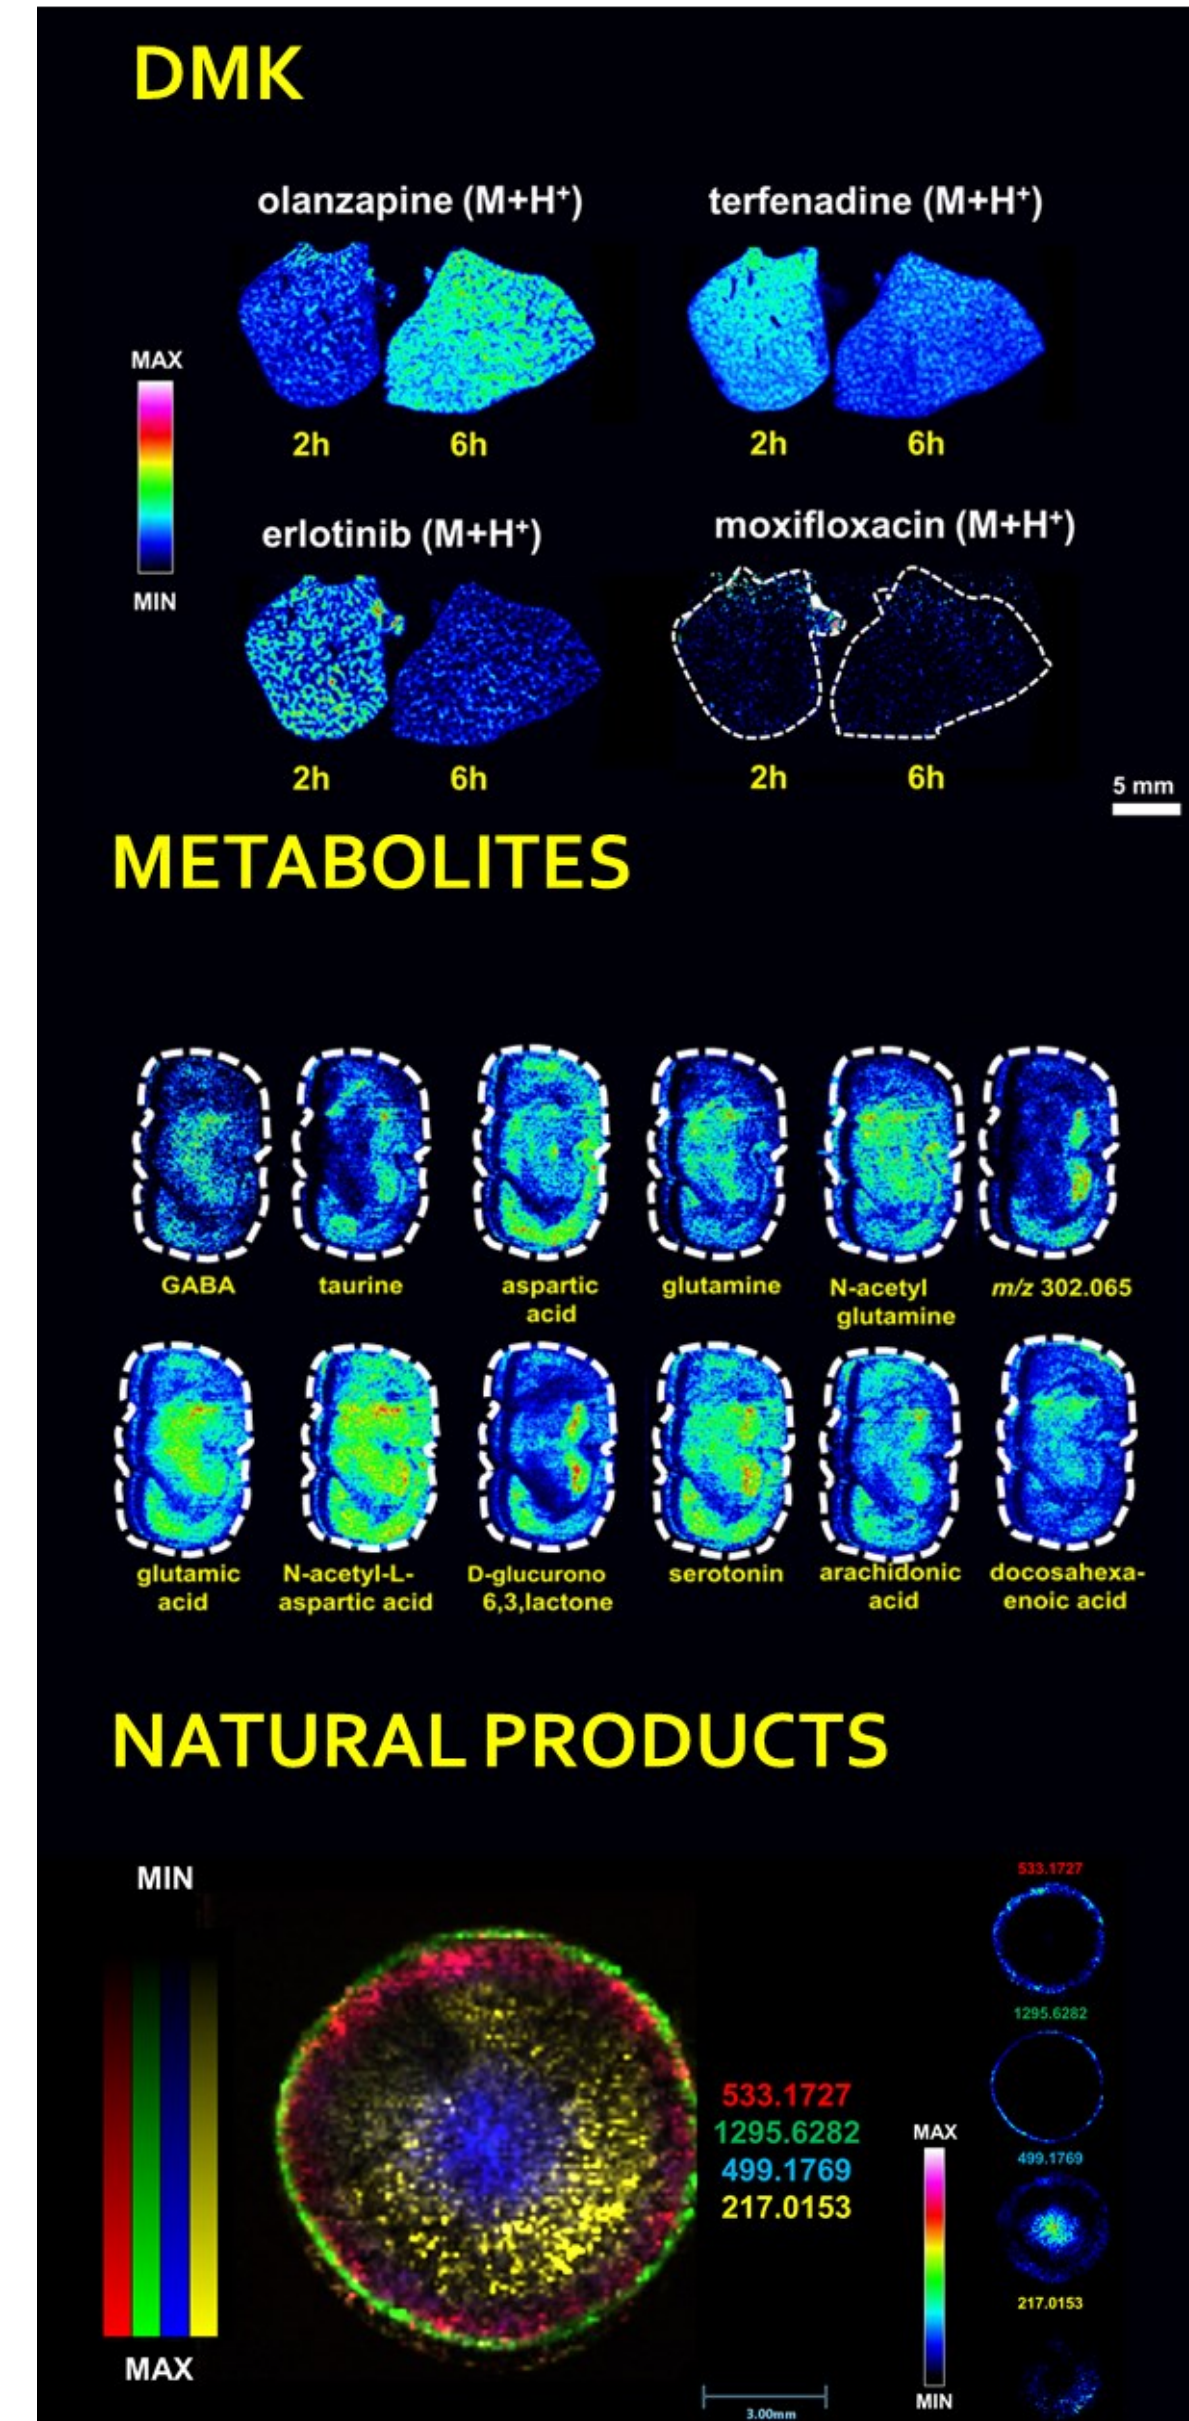 DMK
olanzapine (M+H⁺)
terfenadine (M+H⁺)
MAX
MIN
2h 6h
2h 6h
erlotinib (M+H⁺)
moxifloxacin (M+H⁺)
2h 6h
2h 6h
5 mm
METABOLITES
GABA
taurine
aspartic
acid
glutamine
N-acetyl
glutamine
m/z 302.065
glutamic
acid
N-acetyl-L-
aspartic acid
D-glucurono
6,3,lactone
serotonin
arachidonic
acid
docosahexa-
enoic acid
NATURAL PRODUCTS
MIN
MAX
533.1727
1295.6282
499.1769
217.0153
3.00mm
MAX
MIN
533.1727
1295.6282
499.1769
217.0153